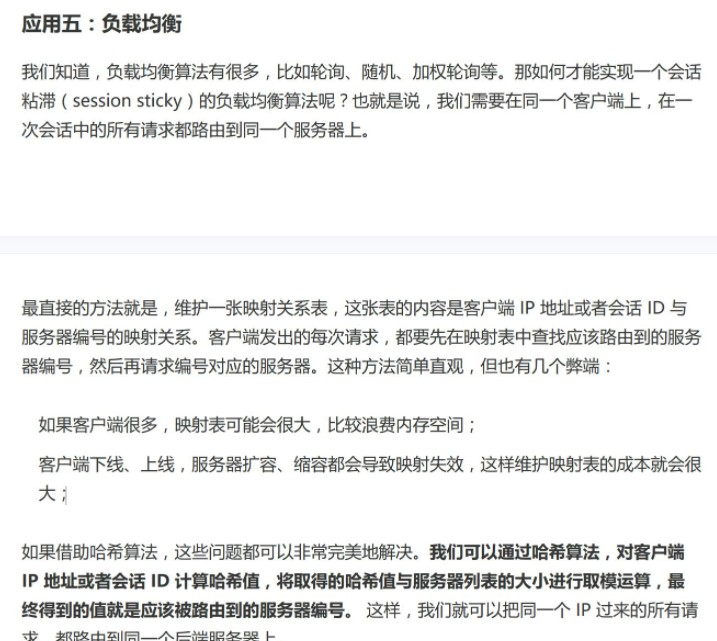 应用五：负载均衡
我们知道，负载均衡算法有很多，比如轮询、随机、加权轮询等。那如何才能实现一个会话
粘滞（session sticky）的负载均衡算法呢？也就是说，我们需要在同一个客户端上，在一
次会话中的所有请求都路由到同一个服务器上。
最直接的方法就是，维护一张映射关系表，这张表的内容是客户端 IP 地址或者会话 ID 与
服务器编号的映射关系。客户端发出的每次请求，都要先在映射表中查找应该路由到的服务
器编号，然后再请求编号对应的服务器。这种方法简单直观，但也有几个弊端：
如果客户端很多，映射表可能会很大，比较浪费内存空间；
客户端下线、上线，服务器扩容、缩容都会导致映射失效，这样维护映射表的成本就会很
大；
如果借助哈希算法，这些问题都可以非常完美地解决。我们可以通过哈希算法，对客户端
IP 地址或者会话 ID 计算哈希值，将取得的哈希值与服务器列表的大小进行取模运算，最
终得到的值就是应该被路由到的服务器编号。 这样，我们就可以把同一个 IP 过来的所有请
求，都路由到同一个后端服务器上